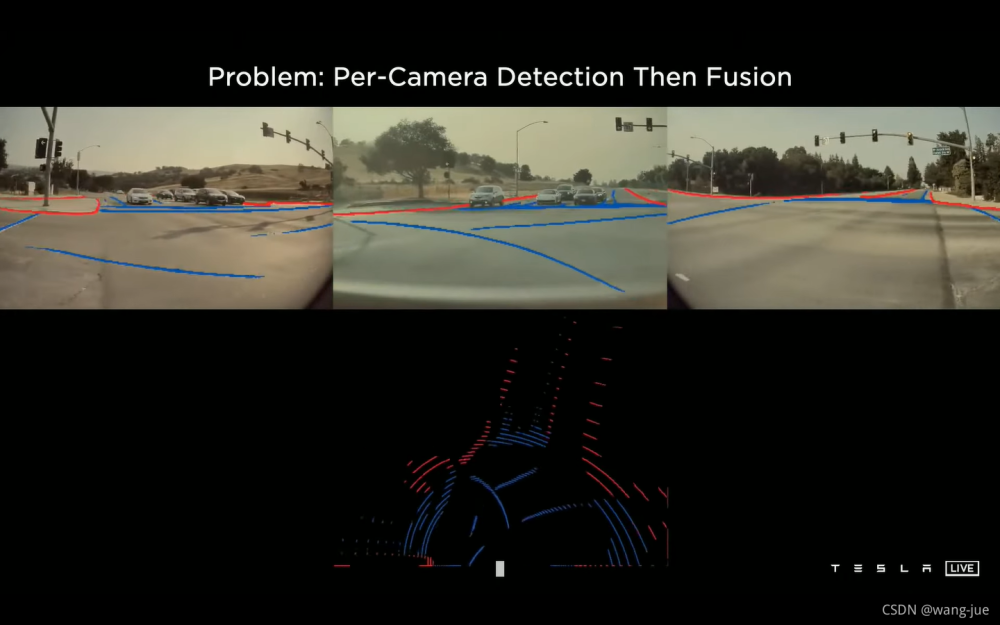 Problem: Per-Camera Detection Then Fusion
TESLA LIVE
CSDN @wang-jue